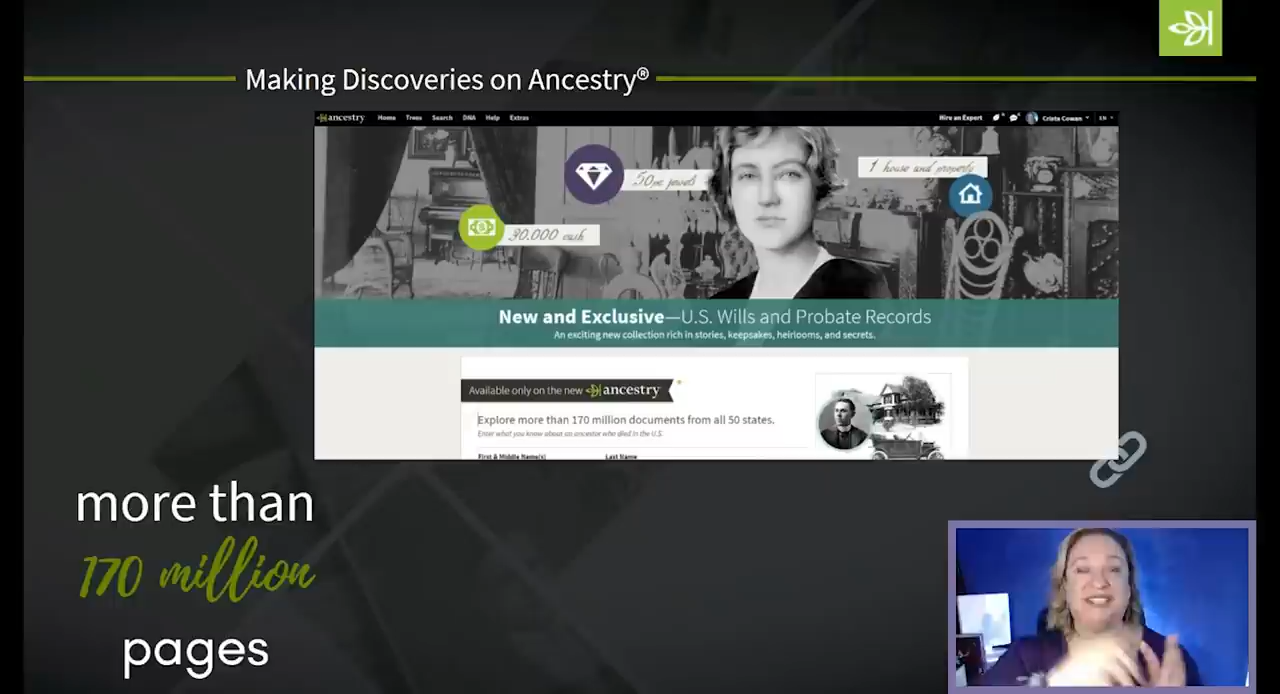 Making Discoveries on Ancestry®
ancestry Home Trees Search DNA Help Extras Hire an Expert Crista Cowan EN
50pc jewels
1 house and property
30.000 cash
New and Exclusive—U.S. Wills and Probate Records
An exciting new collection rich in stories, keepsakes, heirlooms, and secrets.
Available only on the new ancestry
Explore more than 170 million documents from all 50 states.
Enter what you know about an ancestor who died in the U.S.
First & Middle Name(s) Last Name
more than
170 million
pages